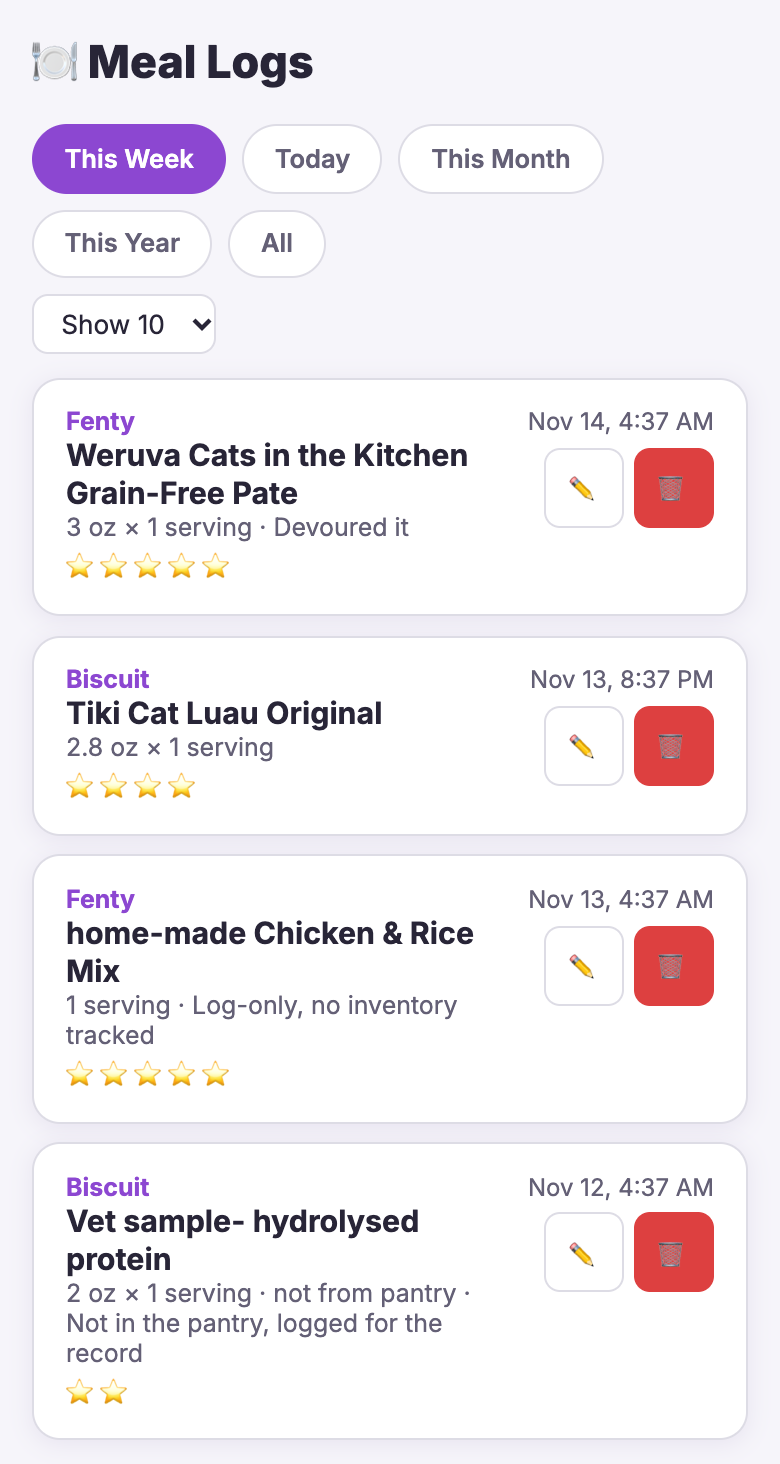 🍽️ Meal Logs
This Week
Today
This Month
This Year
All
Show 10
Fenty
Nov 14, 4:37 AM
Weruva Cats in the Kitchen
Grain-Free Pate
3 oz × 1 serving · Devoured it
⭐⭐⭐⭐⭐
Biscuit
Nov 13, 8:37 PM
Tiki Cat Luau Original
2.8 oz × 1 serving
⭐⭐⭐⭐
Fenty
Nov 13, 4:37 AM
home-made Chicken & Rice
Mix
1 serving · Log-only, no inventory
tracked
⭐⭐⭐⭐⭐
Biscuit
Nov 12, 4:37 AM
Vet sample- hydrolysed
protein
2 oz × 1 serving · not from pantry ·
Not in the pantry, logged for the
record
⭐⭐